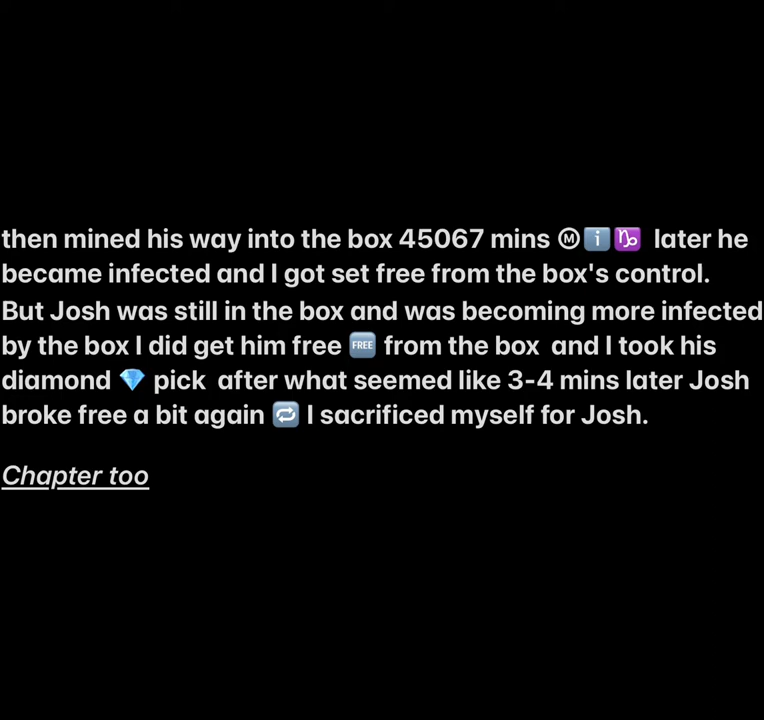 then mined his way into the box 45067 mins Ⓜ️ℹ️♑ later he
became infected and I got set free from the box's control.
But Josh was still in the box and was becoming more infected
by the box I did get him free 🆓 from the box and I took his
diamond 💎 pick after what seemed like 3-4 mins later Josh
broke free a bit again 🔁 I sacrificed myself for Josh.
Chapter too